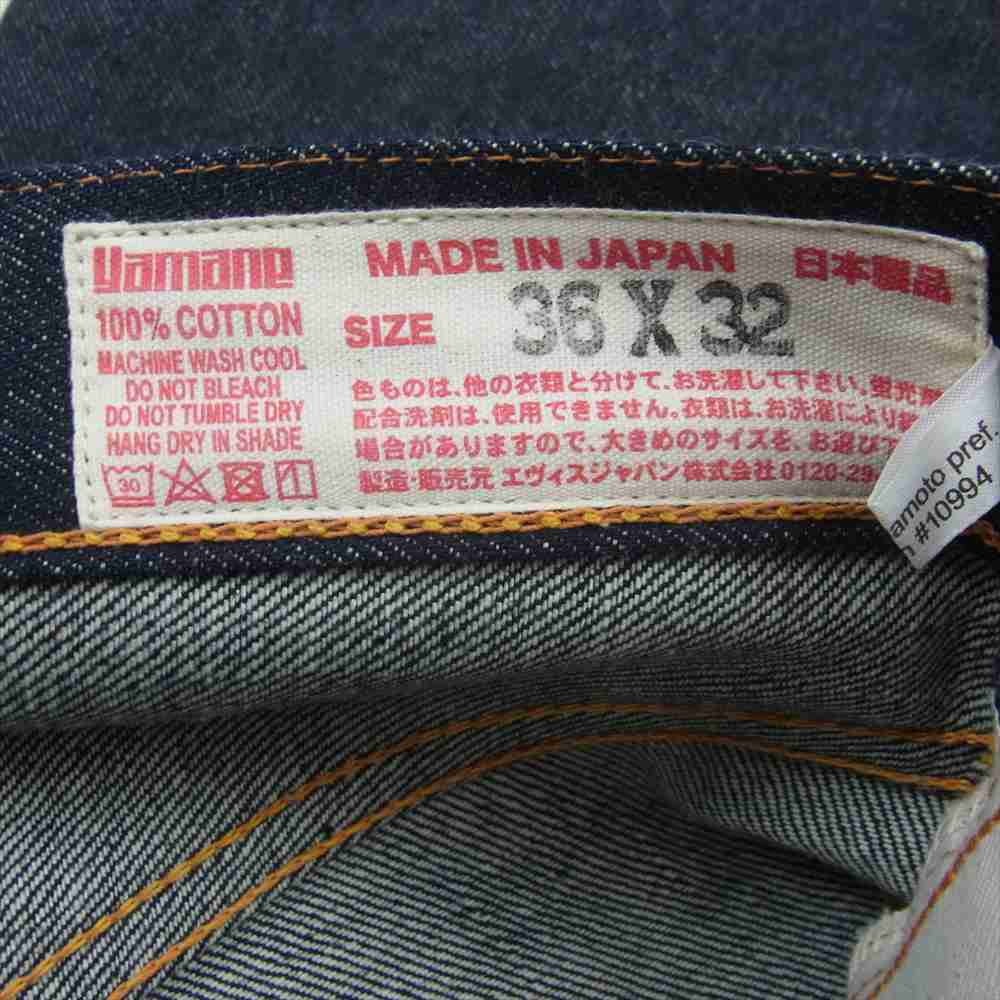 Yamane
100% COTTON
MACHINE WASH COOL
DO NOT BLEACH
DO NOT TUMBLE DRY
HANG DRY IN SHADE
30
MADE IN JAPAN 日本製品
SIZE 36 X 32
色ものは、他の衣類と分けて、お洗濯して下さい。蛍光
配合洗剤は、使用できません。衣類は、お洗濯により
場合がありますので、大きめのサイズを、お選び
製造・販売元 エヴィスジャパン株式会社 0120-29
amoto pref.
#10994